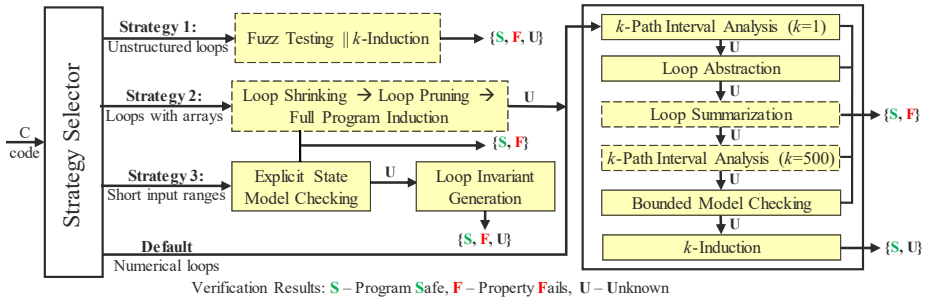 C
code
Strategy Selector
Strategy 1:
Unstructured loops
Fuzz Testing || k-Induction
{S, F, U}
Strategy 2:
Loops with arrays
Loop Shrinking → Loop Pruning →
Full Program Induction
U
{S, F}
Strategy 3:
Short input ranges
Explicit State
Model Checking
U
Loop Invariant
Generation
{S, F, U}
Default
Numerical loops
k-Path Interval Analysis (k=1)
U
Loop Abstraction
U
Loop Summarization
{S, F}
U
k-Path Interval Analysis (k=500)
U
Bounded Model Checking
U
k-Induction
{S, U}
Verification Results: S – Program Safe, F – Property Fails, U – Unknown